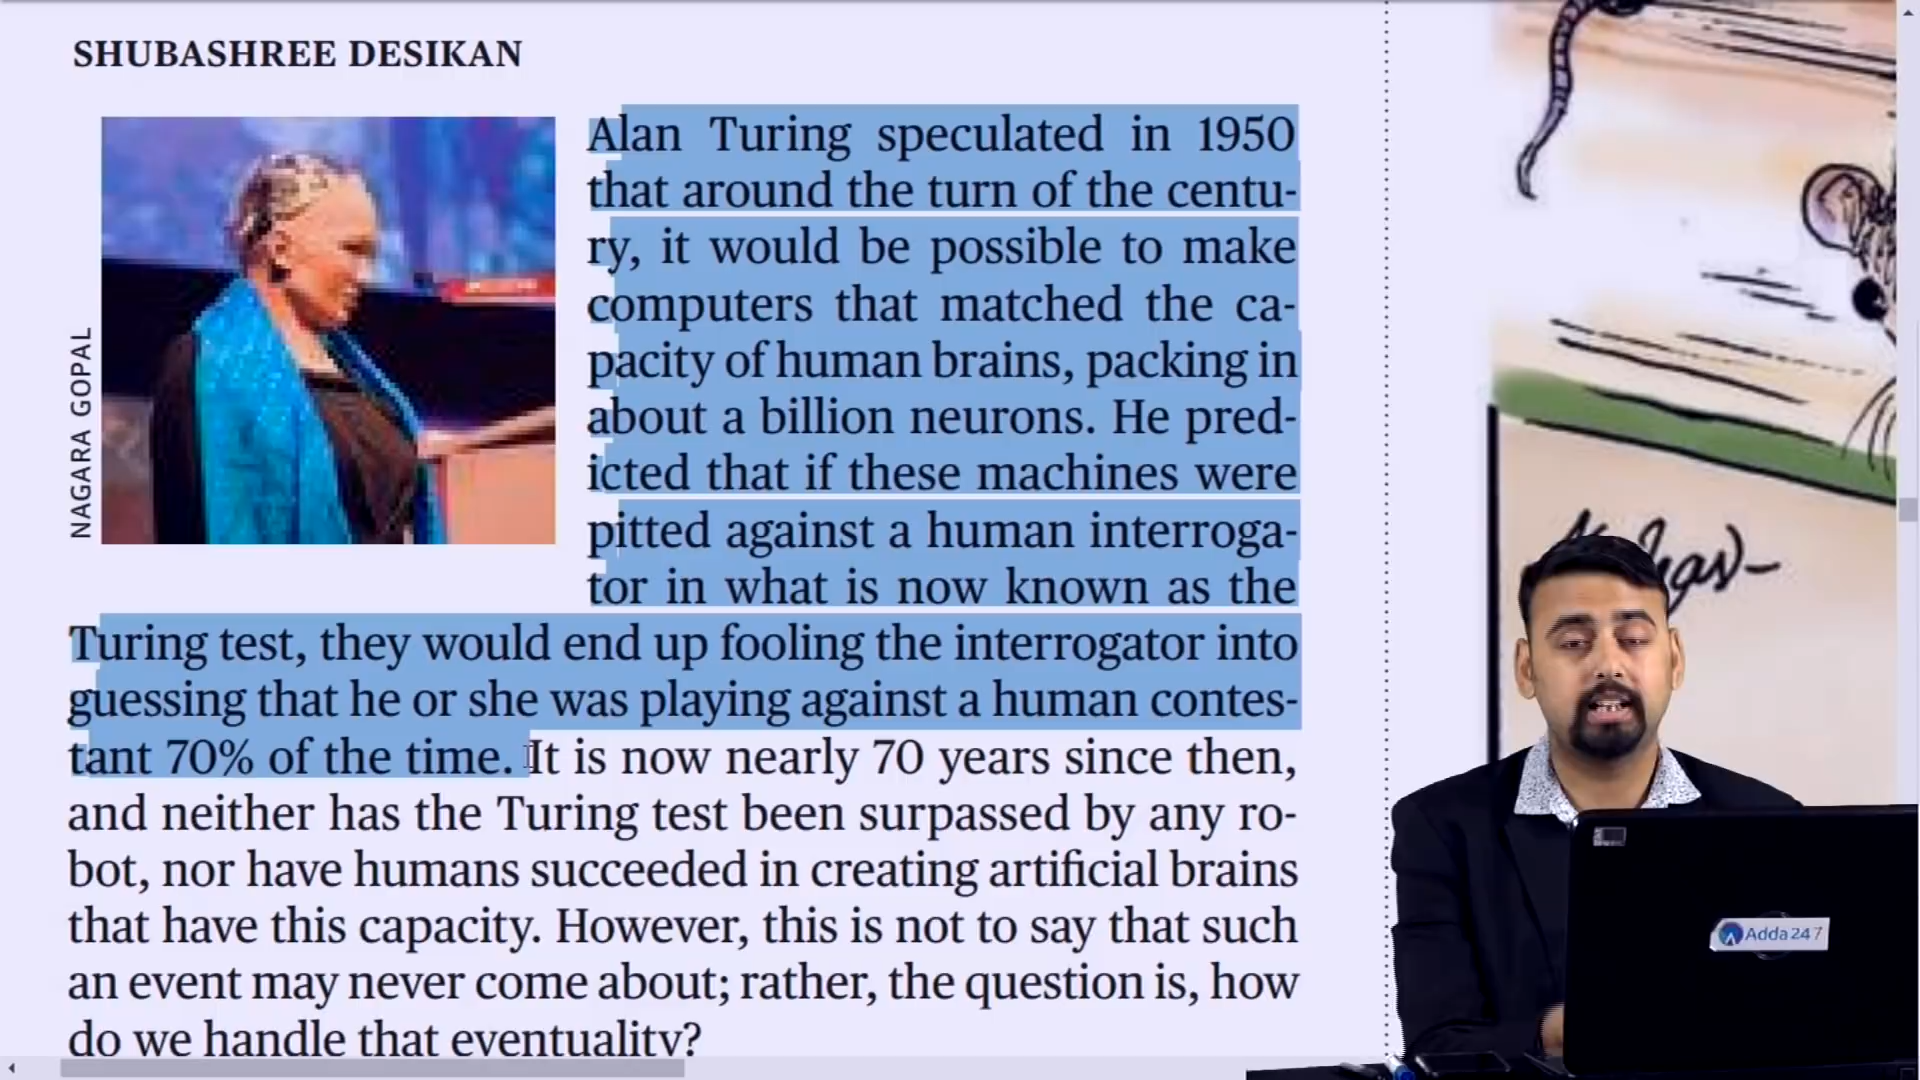 SHUBASHREE DESIKAN
NAGARA GOPAL
Alan Turing speculated in 1950
that around the turn of the centu-
ry, it would be possible to make
computers that matched the ca-
pacity of human brains, packing in
about a billion neurons. He pred-
icted that if these machines were
pitted against a human interroga-
tor in what is now known as the
Turing test, they would end up fooling the interrogator into
guessing that he or she was playing against a human contes-
tant 70% of the time. It is now nearly 70 years since then,
and neither has the Turing test been surpassed by any ro-
bot, nor have humans succeeded in creating artificial brains
that have this capacity. However, this is not to say that such
an event may never come about; rather, the question is, how
do we handle that eventuality?
Adda247